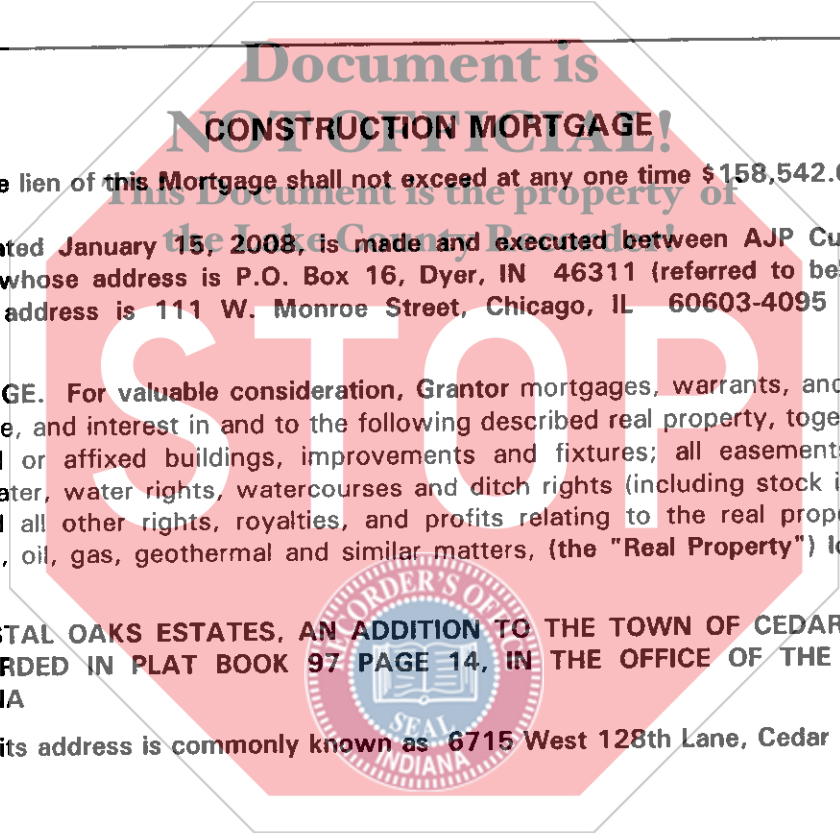 Document is
NOT OFFICIAL!
CONSTRUCTION MORTGAGE
e lien of this Mortgage shall not exceed at any one time $158,542.
This Document is the property of
the Lake County Recorder!
ated January 15, 2008, is made and executed between AJP Cu
whose address is P.O. Box 16, Dyer, IN 46311 (referred to be
address is 111 W. Monroe Street, Chicago, IL 60603-4095
STOP
GE. For valuable consideration, Grantor mortgages, warrants, and
e, and interest in and to the following described real property, toge
or affixed buildings, improvements and fixtures; all easements
ater, water rights, watercourses and ditch rights (including stock i
all other rights, royalties, and profits relating to the real prop
, oil, gas, geothermal and similar matters, (the "Real Property") l
STAL OAKS ESTATES, AN ADDITION TO THE TOWN OF CEDAR
RDED IN PLAT BOOK 97 PAGE 14, IN THE OFFICE OF THE
IA
its address is commonly known as 6715 West 128th Lane, Cedar
RECORDER'S OFFICE
SEAL
INDIANA